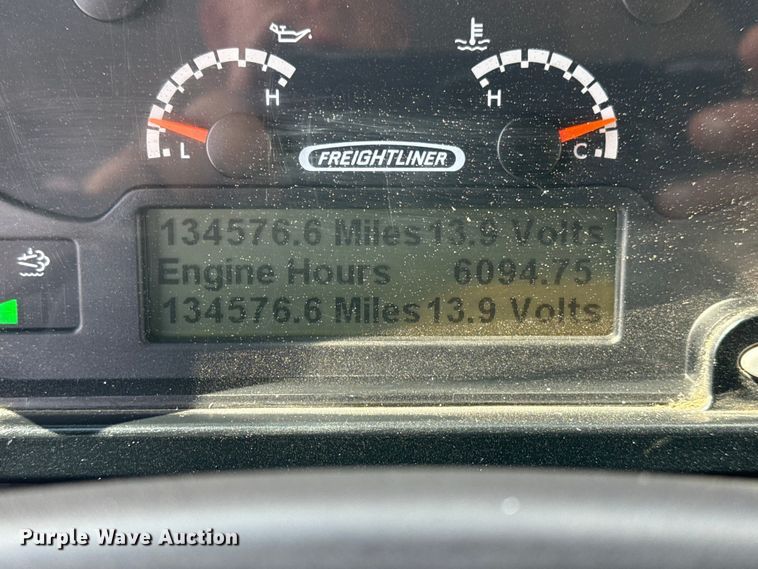 H H
L C
FREIGHTLINER
134576.6 Miles 13.9 Volts
Engine Hours 6094.75
134576.6 Miles 13.9 Volts
Purple Wave Auction